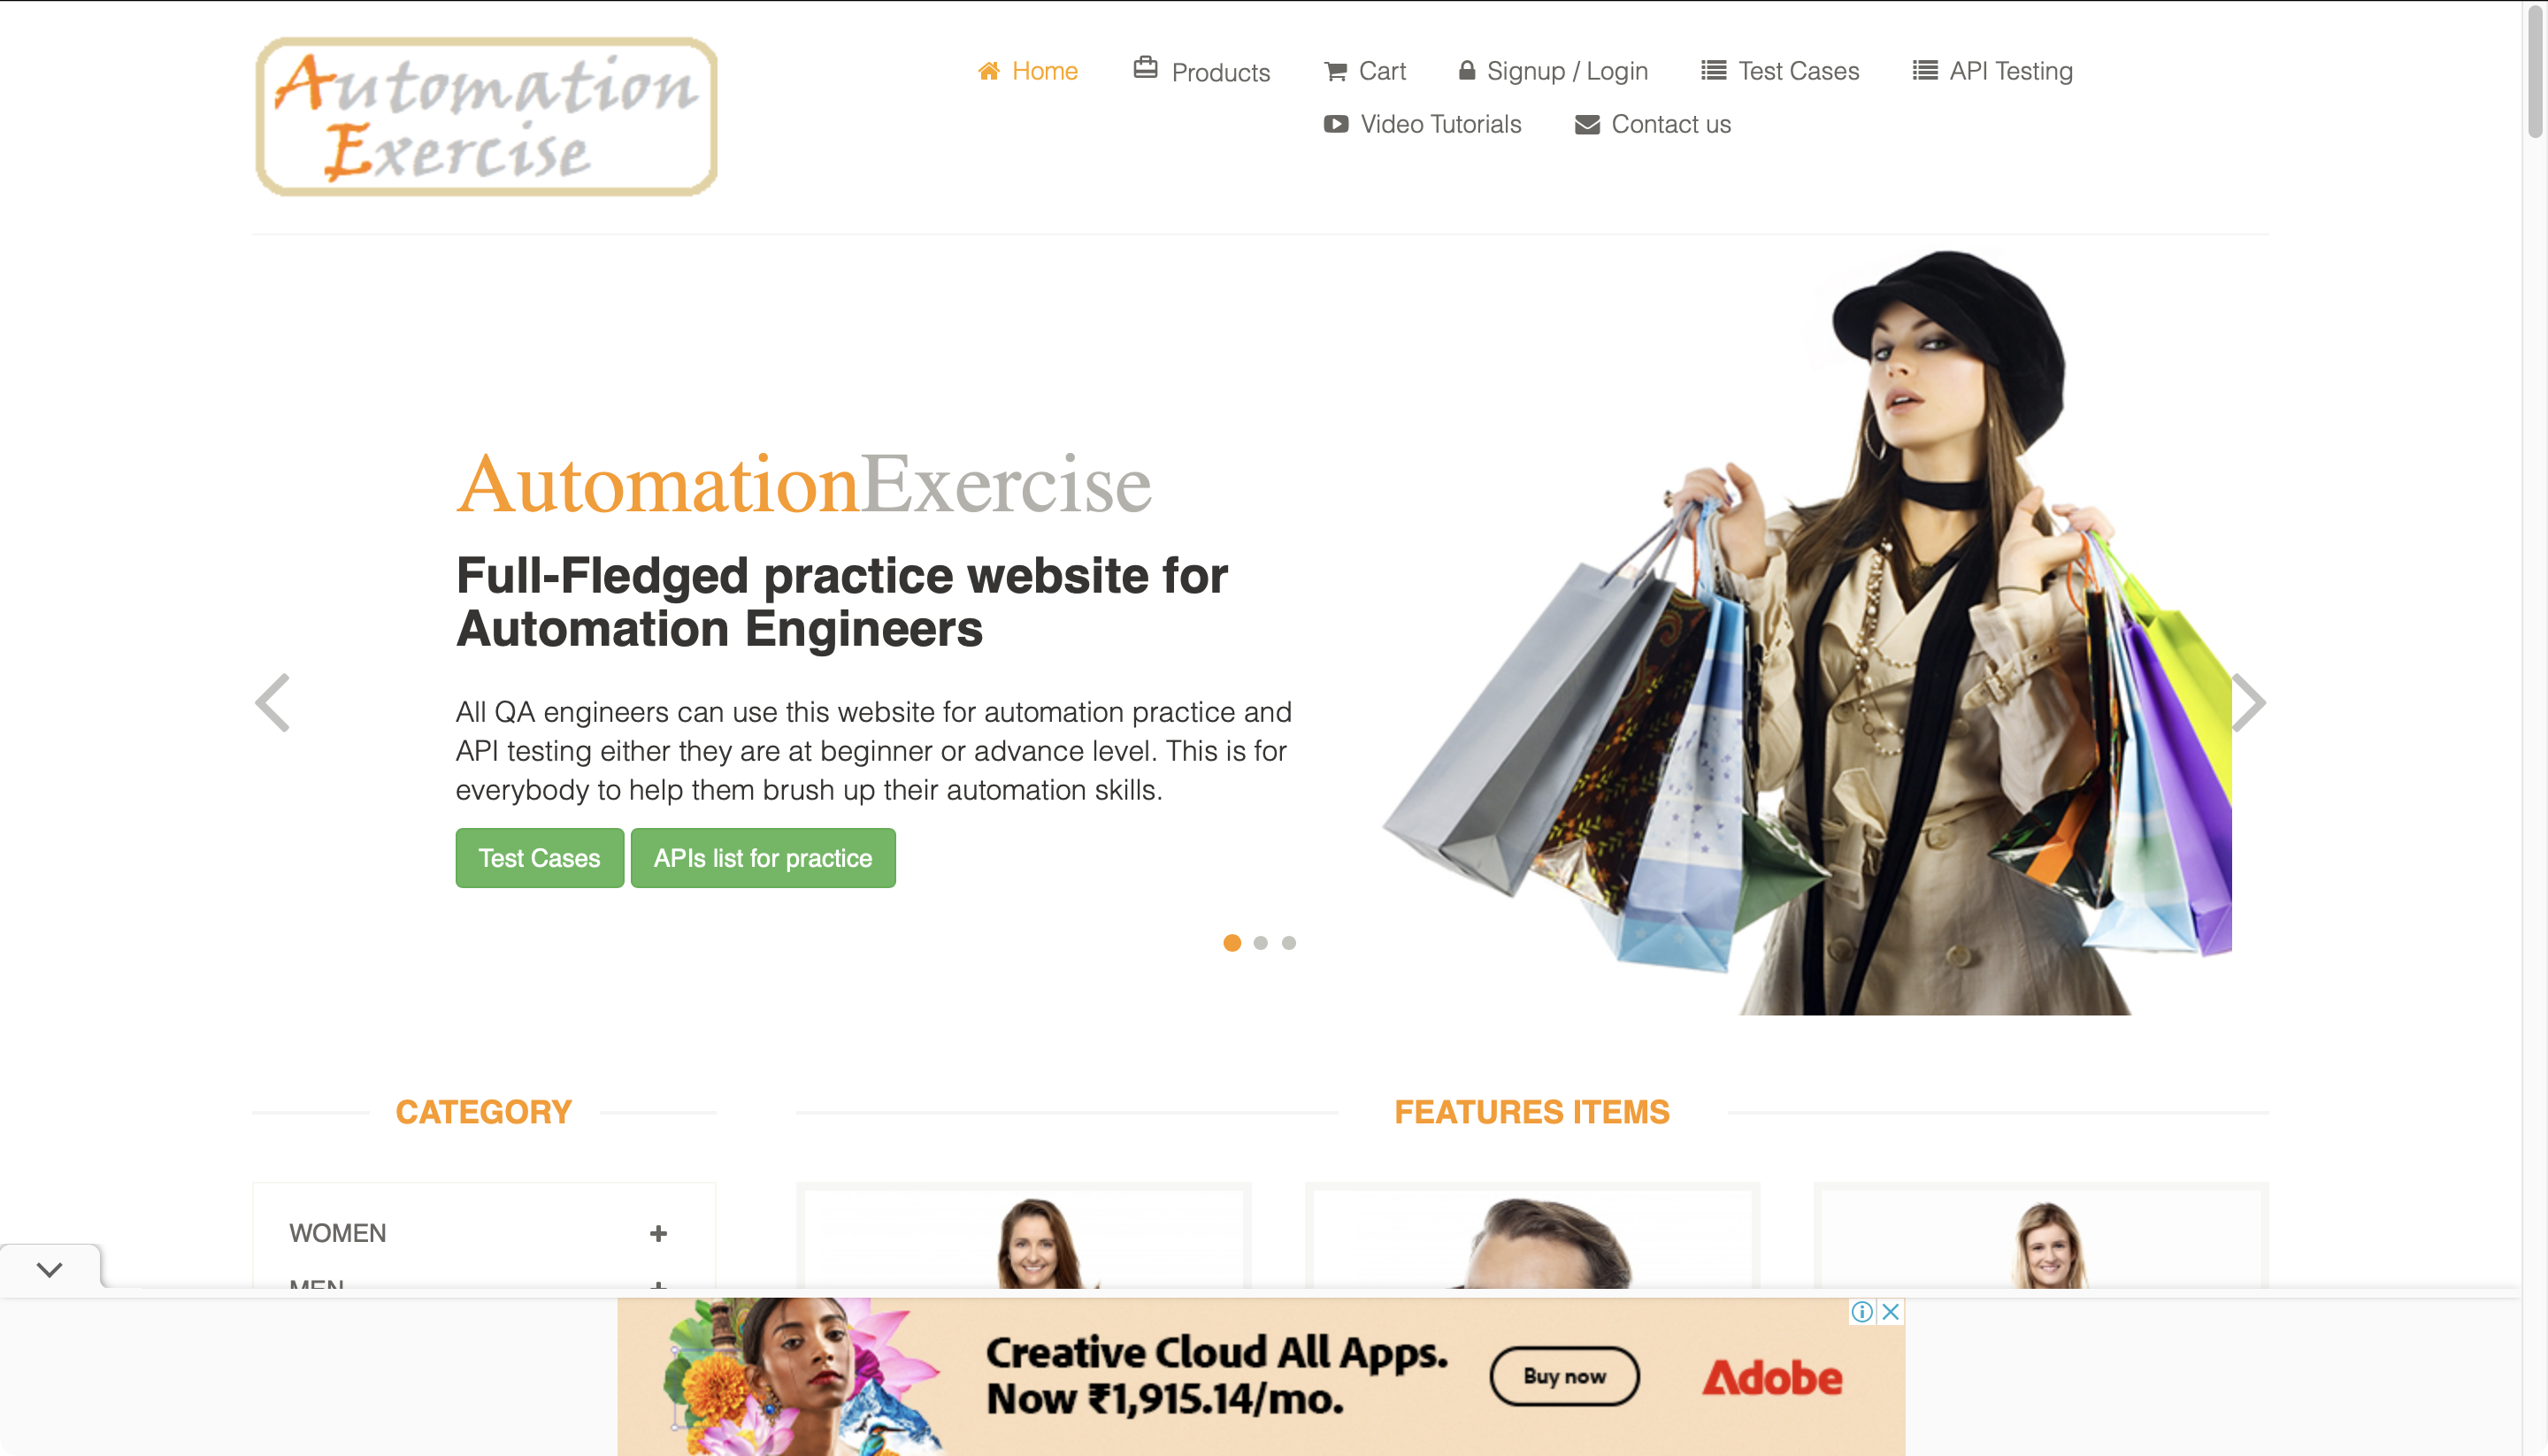 Automation
Exercise
Home Products Cart Signup / Login Test Cases API Testing
Video Tutorials Contact us
AutomationExercise
Full-Fledged practice website for
Automation Engineers
All QA engineers can use this website for automation practice and
API testing either they are at beginner or advance level. This is for
everybody to help them brush up their automation skills.
Test Cases APIs list for practice
CATEGORY
FEATURES ITEMS
WOMEN
MEN
Creative Cloud All Apps.
Now ₹1,915.14/mo.
Buy now
Adobe